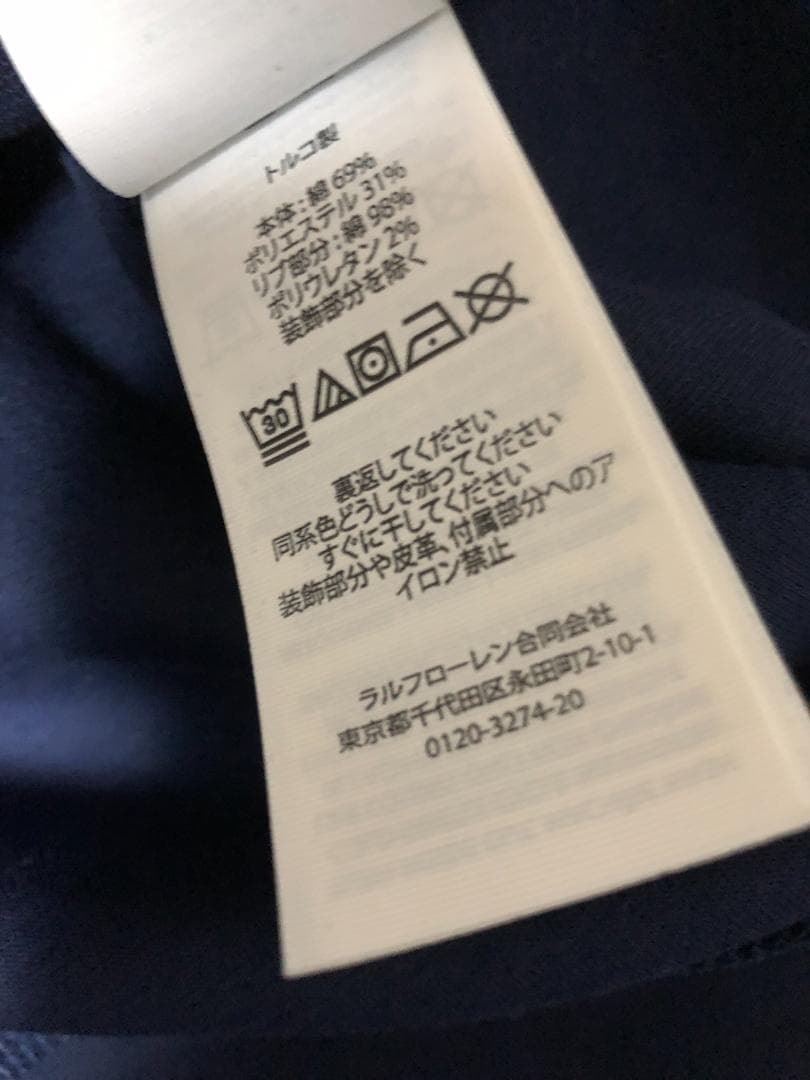 トルコ製
本体：綿 69%
ポリエステル 31%
リブ部分：綿 98%
ポリウレタン 2%
装飾部分を除く
30
裏返してください
同系色どうしで洗ってください
すぐに干してください
装飾部分や皮革、付属部分へのア
イロン禁止
ラルフローレン合同会社
東京都千代田区永田町2-10-1
0120-3274-20